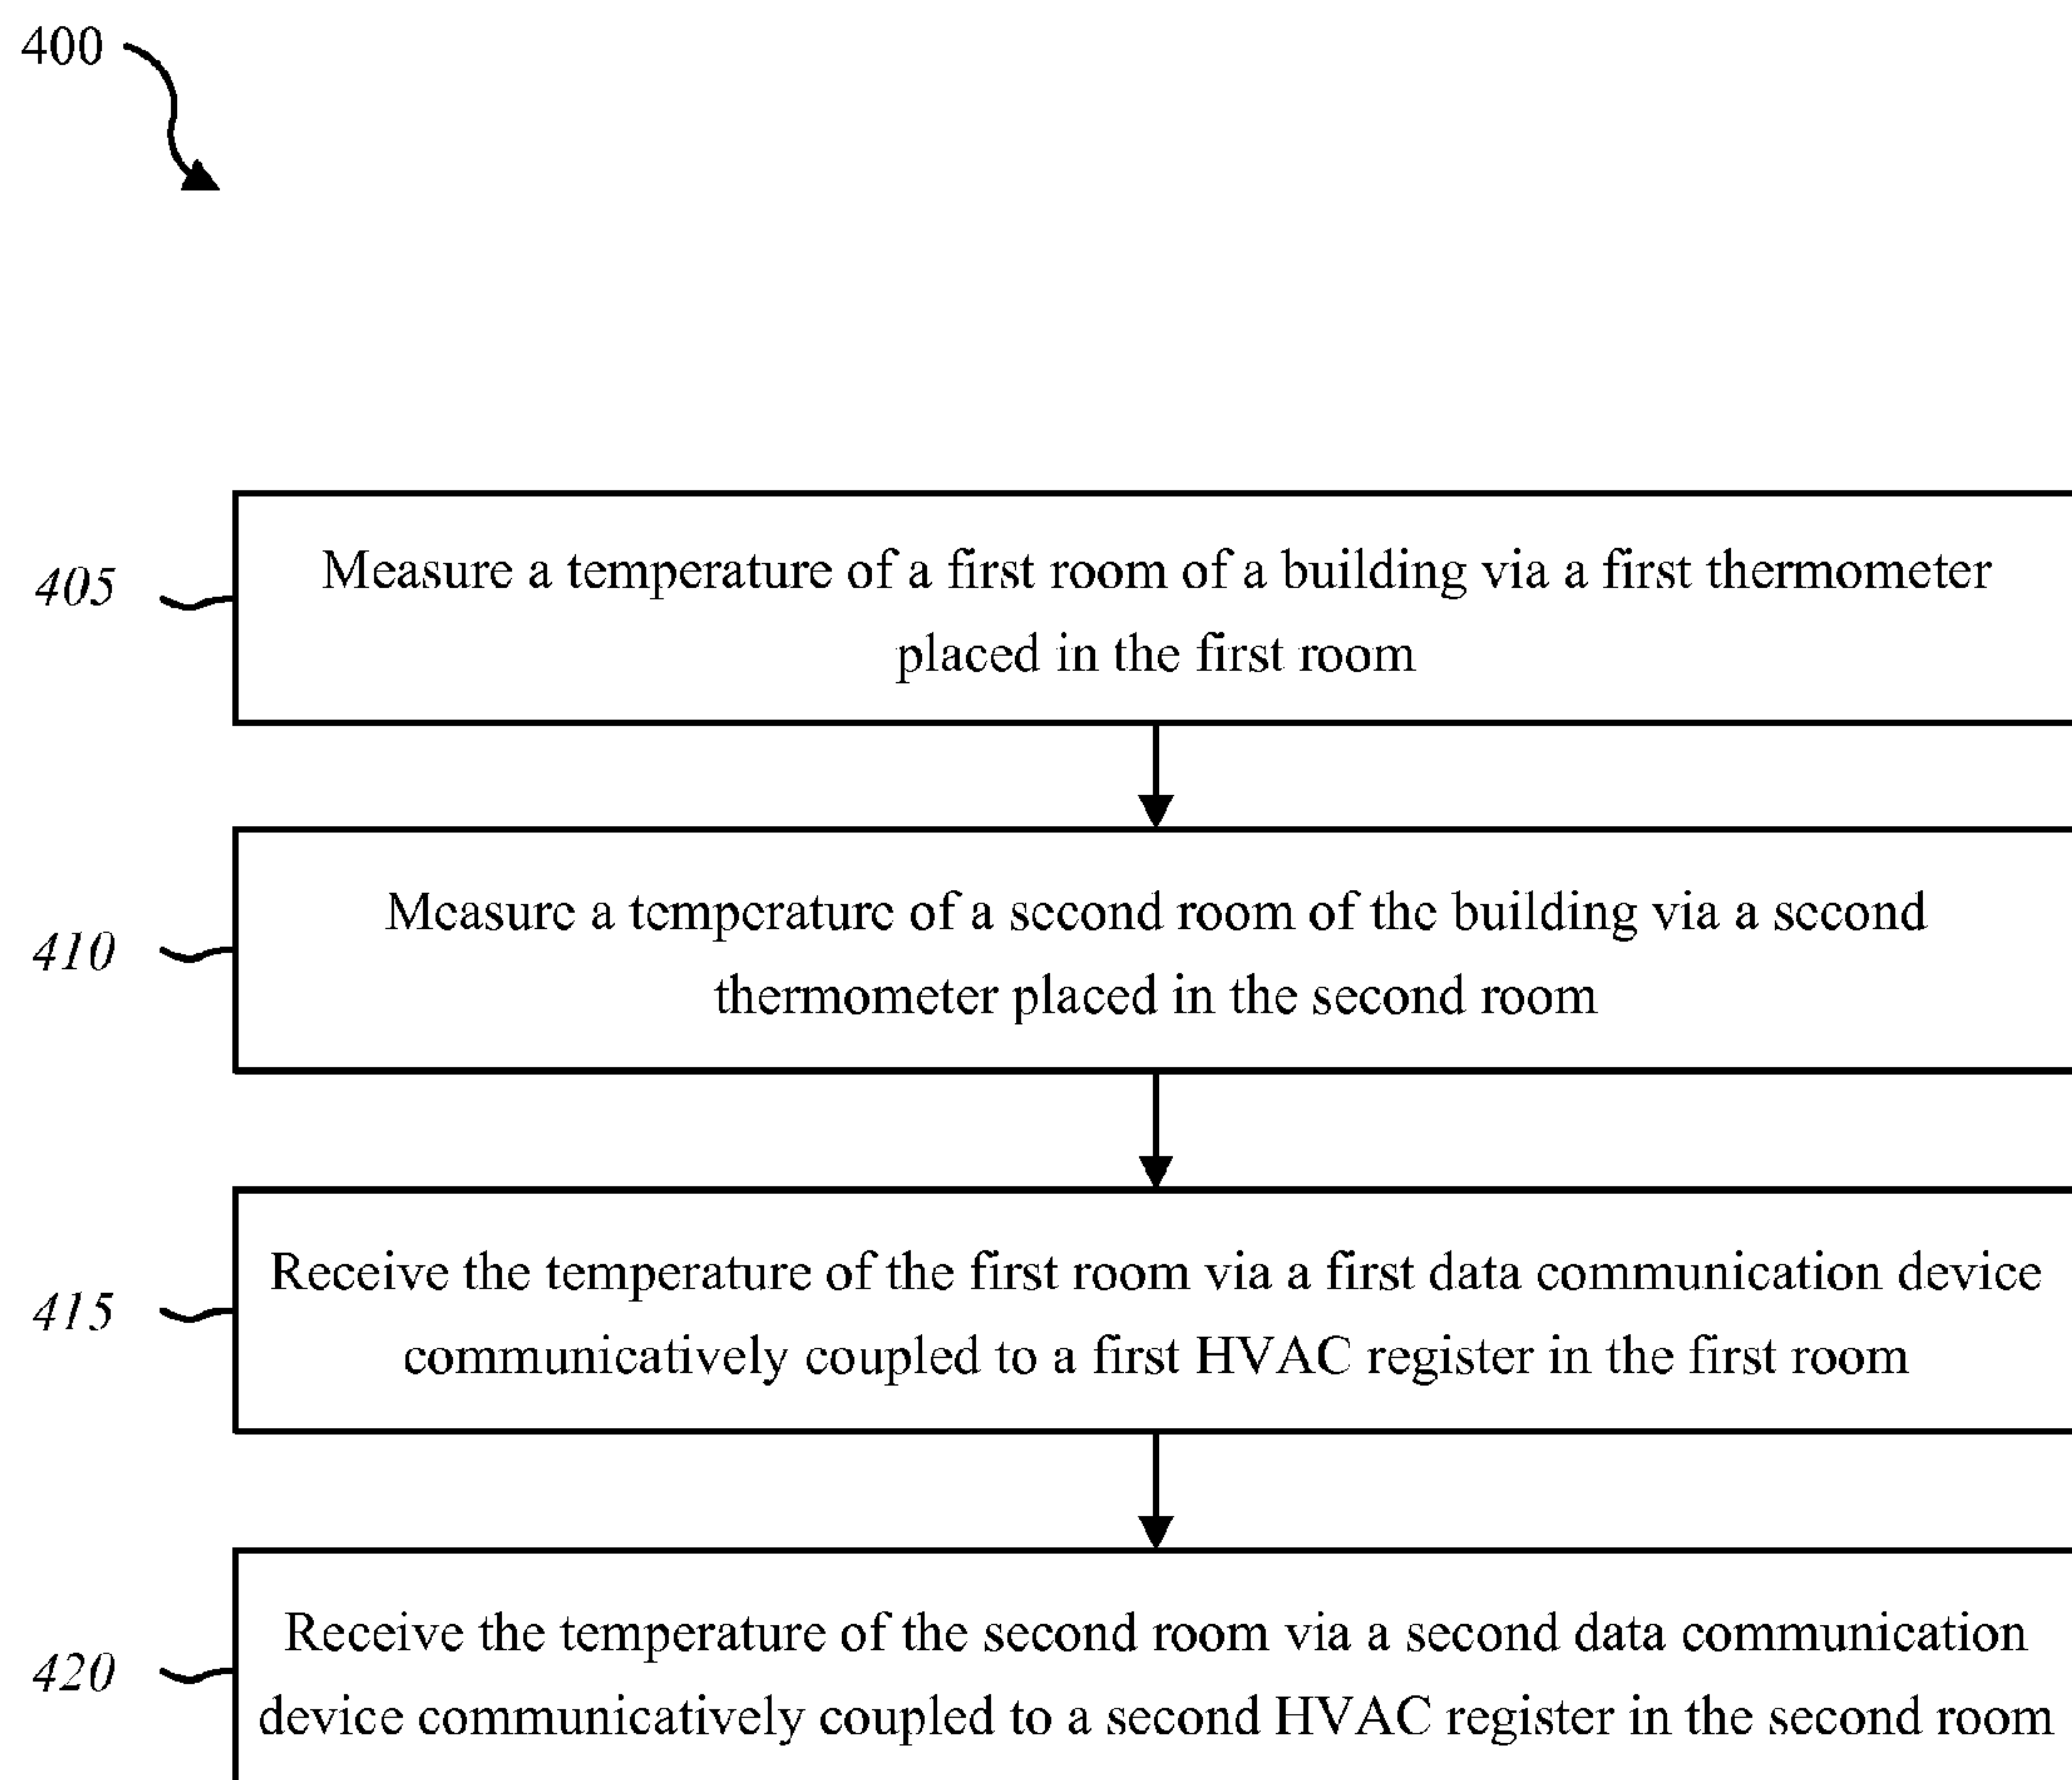 400
405
Measure a temperature of a first room of a building via a first thermometer
placed in the first room
410
Measure a temperature of a second room of the building via a second
thermometer placed in the second room
415
Receive the temperature of the first room via a first data communication device
communicatively coupled to a first HVAC register in the first room
420
Receive the temperature of the second room via a second data communication
device communicatively coupled to a second HVAC register in the second room